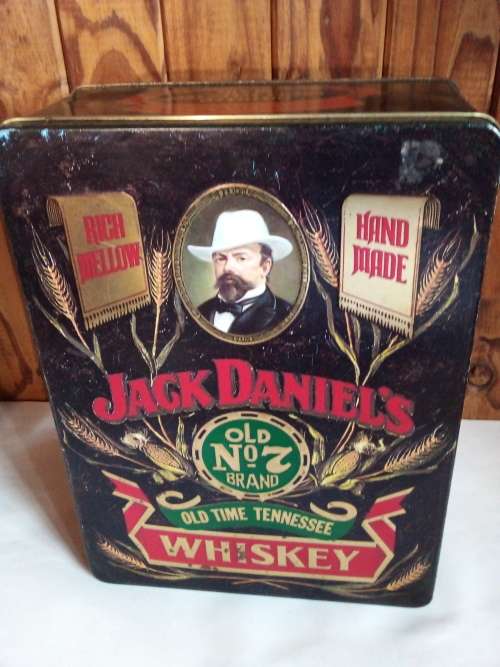 RICH
MELLOW
HAND
MADE
JACK DANIEL'S
OLD
No 7
BRAND
OLD TIME TENNESSEE
WHISKEY